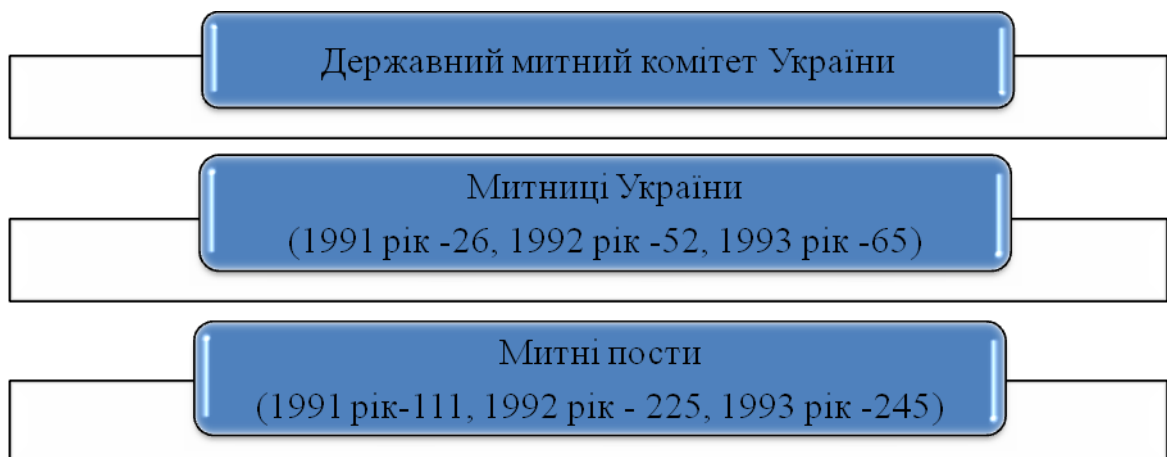 Державний митний комітет України
Митниці України
(1991 рік -26, 1992 рік -52, 1993 рік -65)
Митні пости
(1991 рік-111, 1992 рік - 225, 1993 рік -245)